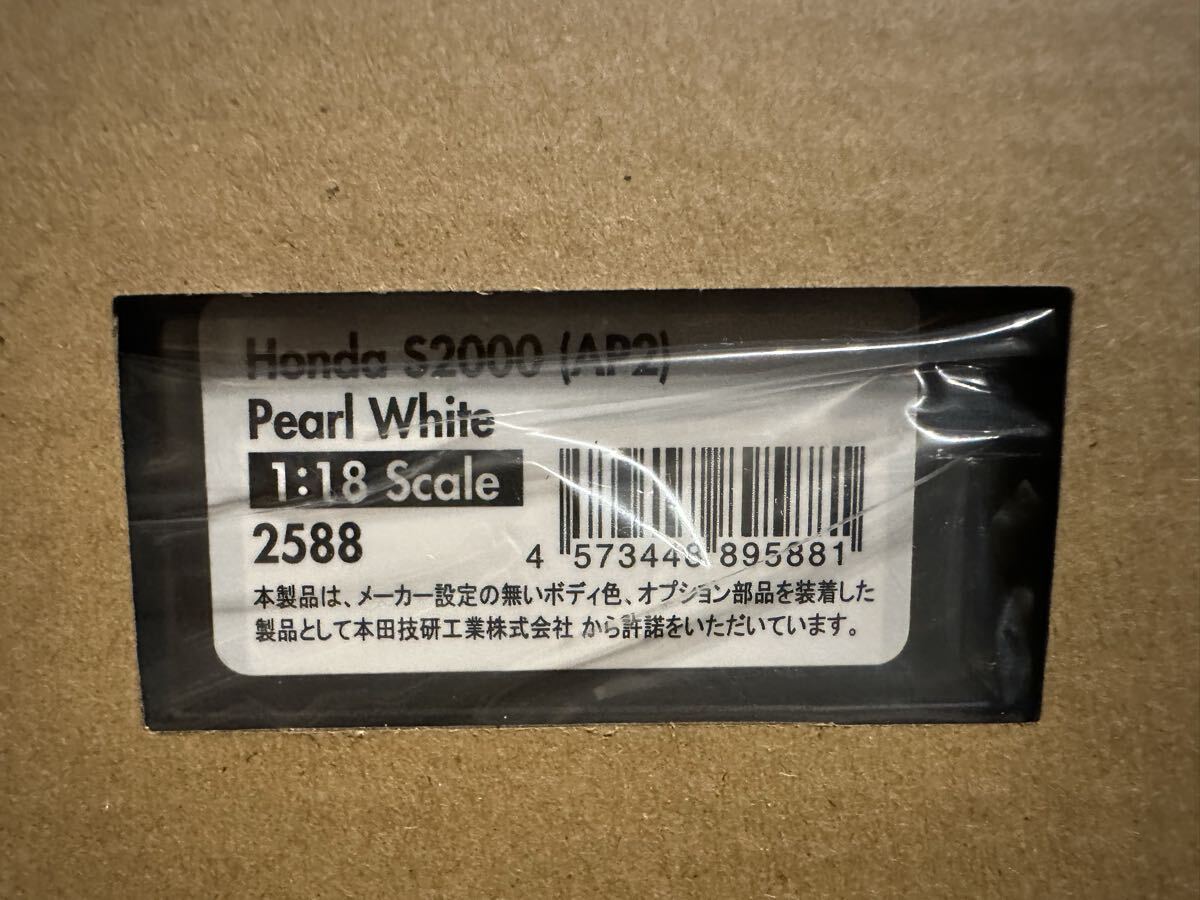 Honda S2000 (AP2)
Pearl White
1:18 Scale
2588
4 573448 895881
本製品は、メーカー設定の無いボディ色、オプション部品を装着した
製品として本田技研工業株式会社 から許諾をいただいています。